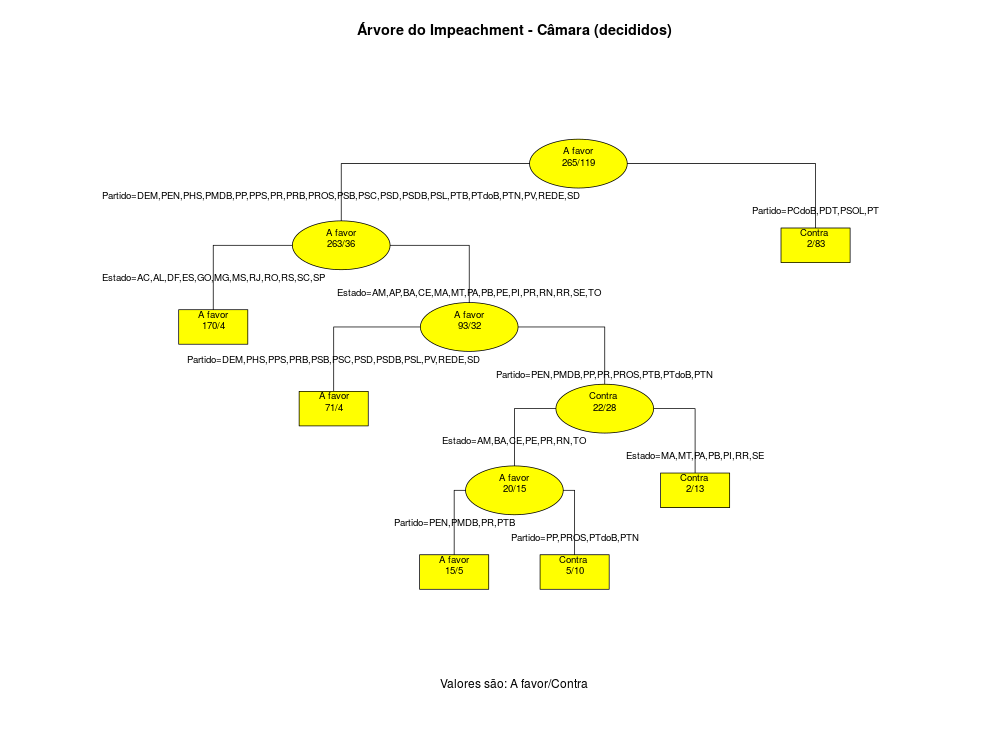 Árvore do Impeachment - Câmara (decididos)
A favor
265/119
Partido=DEM,PEN,PHS,PMDB,PP,PPS,PR,PRB,PROS,PSB,PSC,PSD,PSDB,PSL,PTB,PTdoB,PTN,PV,REDE,SD
Partido=PCdoB,PDT,PSOL,PT
A favor
263/36
Contra
2/83
Estado=AC,AL,DF,ES,GO,MG,MS,RJ,RO,RS,SC,SP
Estado=AM,AP,BA,CE,MA,MT,PA,PB,PE,PI,PR,RN,RR,SE,TO
A favor
170/4
A favor
93/32
Partido=DEM,PHS,PPS,PRB,PSB,PSC,PSD,PSDB,PSL,PV,REDE,SD
Partido=PEN,PMDB,PP,PR,PROS,PTB,PTdoB,PTN
A favor
71/4
Contra
22/28
Estado=AM,BA,CE,PE,PR,RN,TO
Estado=MA,MT,PA,PB,PI,RR,SE
A favor
20/15
Contra
2/13
Partido=PEN,PMDB,PR,PTB
Partido=PP,PROS,PTdoB,PTN
A favor
15/5
Contra
5/10
Valores são: A favor/Contra